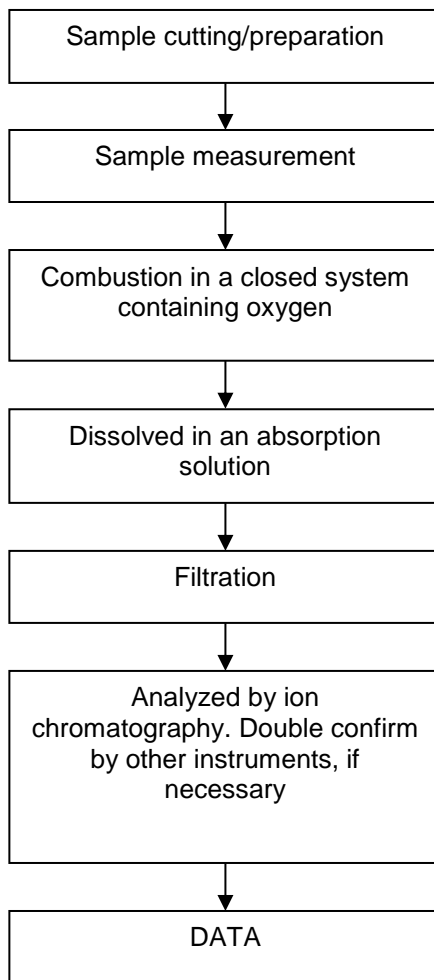 Sample cutting/preparation
Sample measurement
Combustion in a closed system
containing oxygen
Dissolved in an absorption
solution
Filtration
Analyzed by ion
chromatography. Double confirm
by other instruments, if
necessary
DATA